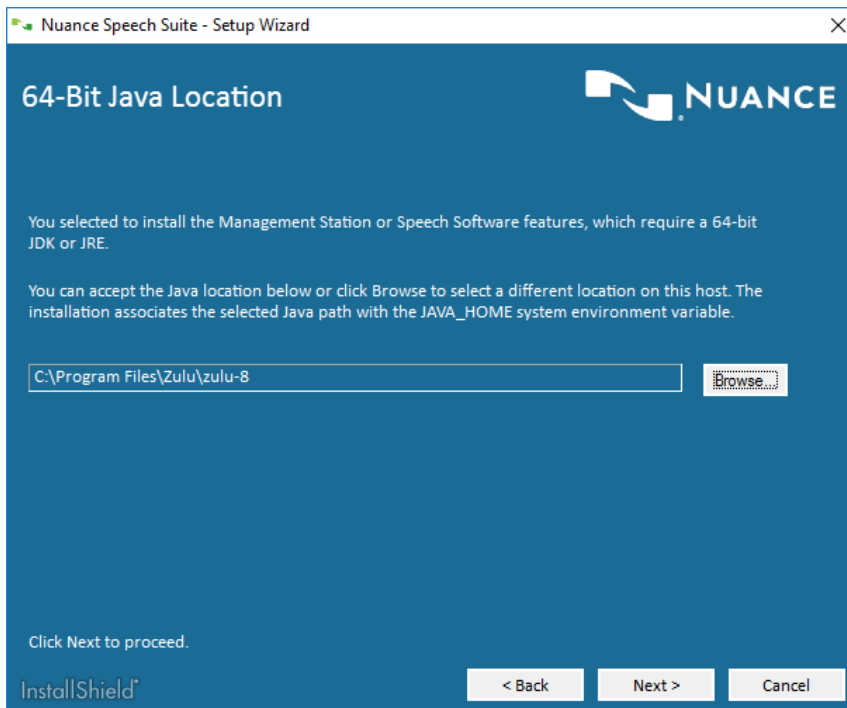 Nuance Speech Suite - Setup Wizard
64-Bit Java Location
NUANCE
You selected to install the Management Station or Speech Software features, which require a 64-bit
JDK or JRE.
You can accept the Java location below or click Browse to select a different location on this host. The
installation associates the selected Java path with the JAVA_HOME system environment variable.
C:\Program Files\Zulu\zulu-8
Browse...
Click Next to proceed.
InstallShield
< Back
Next >
Cancel